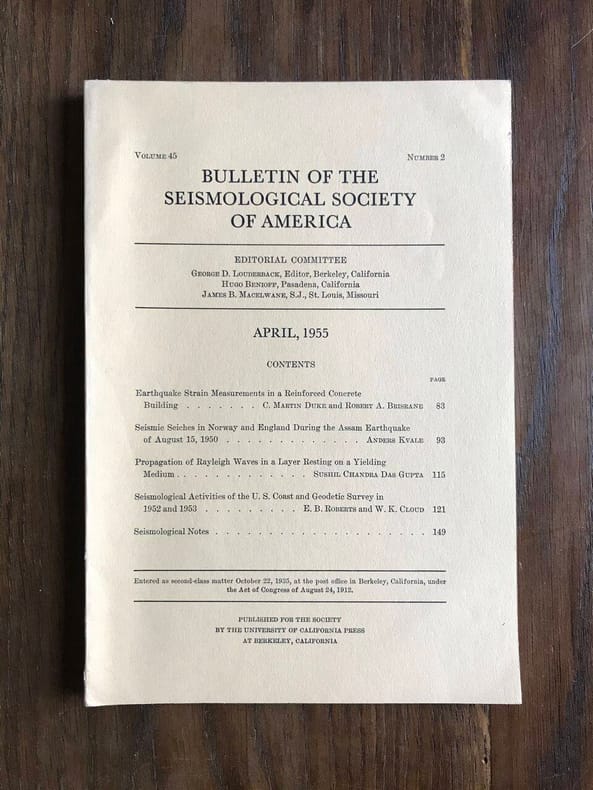 VOLUME 45 NUMBER 2
BULLETIN OF THE
SEISMOLOGICAL SOCIETY
OF AMERICA
EDITORIAL COMMITTEE
GEORGE D. LOUDERBACK, Editor, Berkeley, California
HUGO BENIOFF, Pasadena, California
JAMES B. MACELWANE, S.J., St. Louis, Missouri
APRIL, 1955
CONTENTS
PAGE
Earthquake Strain Measurements in a Reinforced Concrete
Building . . . . . . . C. MARTIN DUKE and ROBERT A. BRISBANE 83
Seismic Seiches in Norway and England During the Assam Earthquake
of August 15, 1950 . . . . . . . . . . . . . ANDERS KVALE 93
Propagation of Rayleigh Waves in a Layer Resting on a Yielding
Medium . . . . . . . . . . . . SUSHIL CHANDRA DAS GUPTA 115
Seismological Activities of the U. S. Coast and Geodetic Survey in
1952 and 1953 . . . . . . . . . E. B. ROBERTS and W. K. CLOUD 121
Seismological Notes . . . . . . . . . . . . . . . . . . . . 149
Entered as second-class matter October 22, 1935, at the post office in Berkeley, California, under
the Act of Congress of August 24, 1912.
PUBLISHED FOR THE SOCIETY
BY THE UNIVERSITY OF CALIFORNIA PRESS
AT BERKELEY, CALIFORNIA